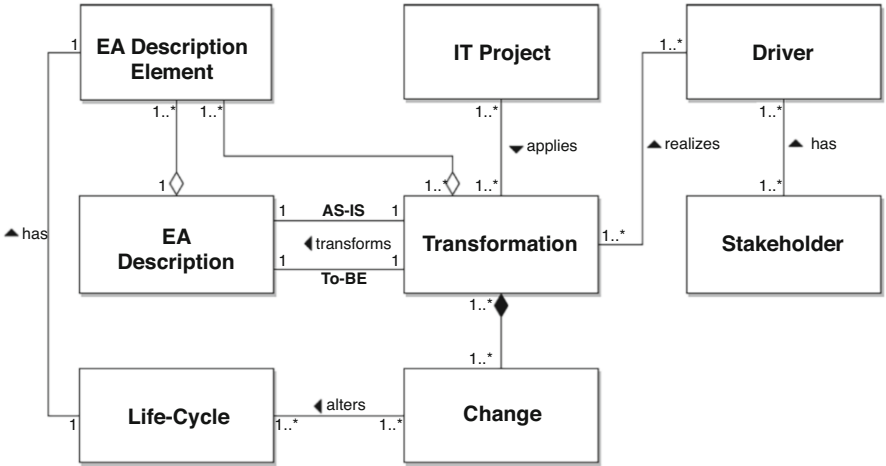 EA Description
Element
IT Project
Driver
1
1..*
1..*
1..*
1..*
1..*
applies
realizes
has
1
1..*
1..*
1..*
EA
Description
1
AS-IS
1
transforms
1
To-BE
1
Transformation
1..*
Stakeholder
has
1..*
1..*
Life-Cycle
1
1..*
alters
1..*
Change